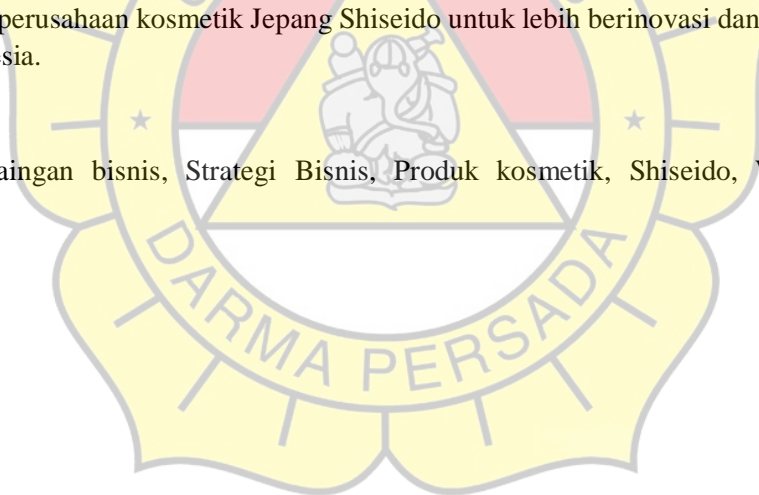 perusahaan kosmetik Jepang Shiseido untuk lebih berinovasi dan
sia.
aingan bisnis, Strategi Bisnis, Produk kosmetik, Shiseido,
DARMA PERSADA